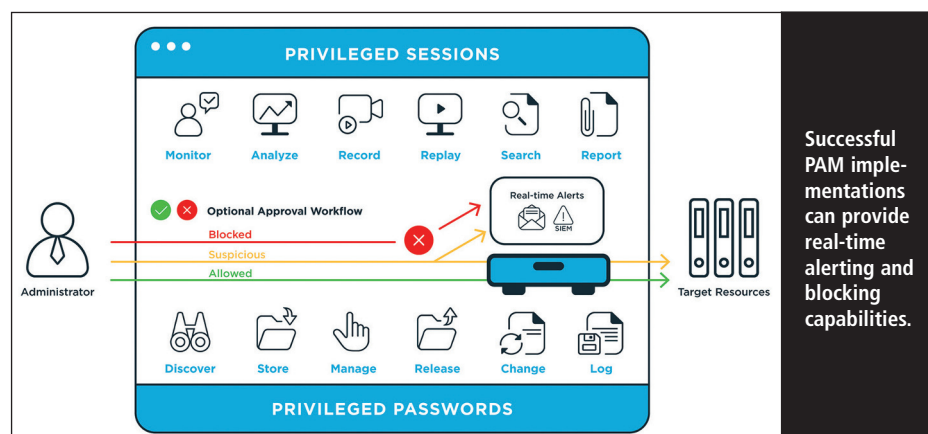 PRIVILEGED SESSIONS
Monitor Analyze Record Replay Search Report
Real-time Alerts
SIEM
Optional Approval Workflow
Blocked
Suspicious
Allowed
Administrator
Target Resources
Discover Store Manage Release Change Log
PRIVILEGED PASSWORDS
Successful
PAM imple-
mentations
can provide
real-time
alerting and
blocking
capabilities.